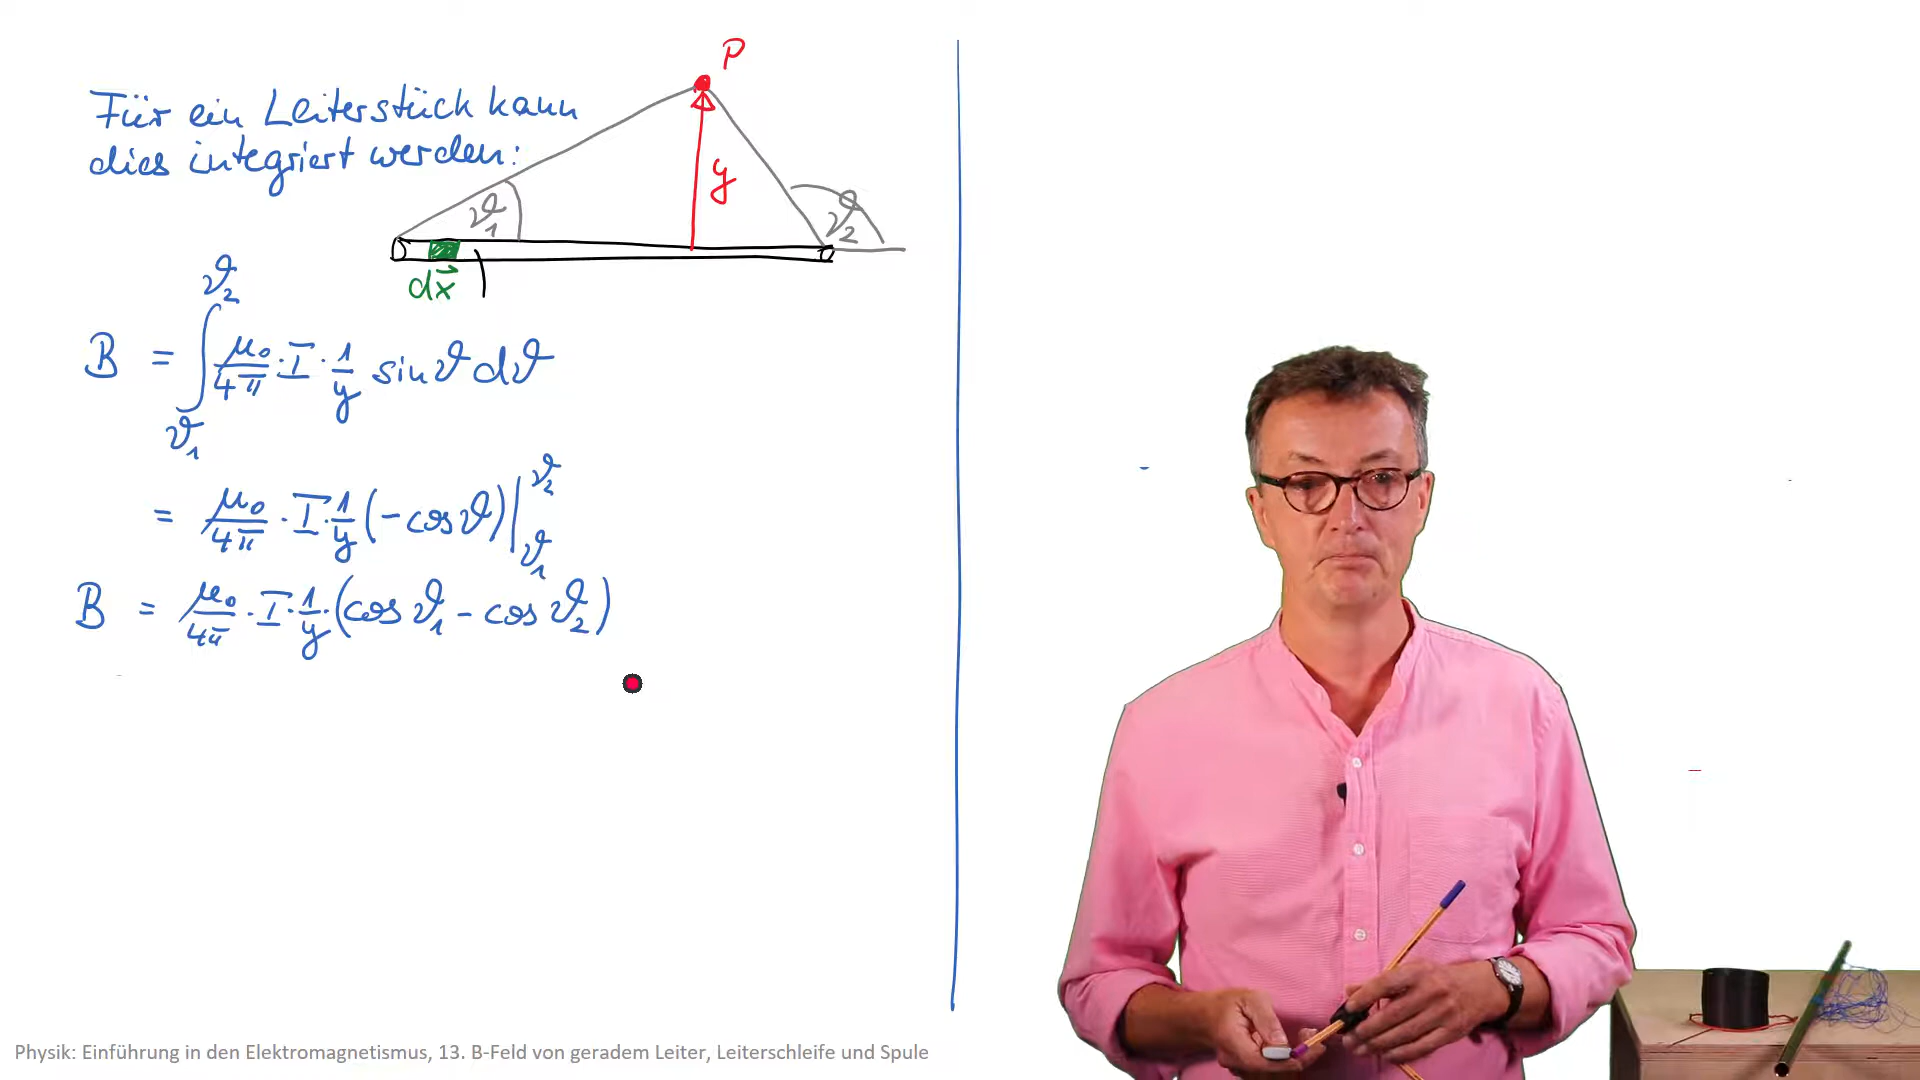 Für ein Leiterstück kann
dies integriert werden:
P
y
ϑ₁
ϑ₂
dx⃗
B = ∫_{ϑ₁}^{ϑ₂} μ₀/4π · I · 1/y sin ϑ dϑ
= μ₀/4π · I · 1/y (−cos ϑ) |_{ϑ₁}^{ϑ₂}
B = μ₀/4π · I · 1/y · (cos ϑ₁ − cos ϑ₂)
Physik: Einführung in den Elektromagnetismus, 13. B-Feld von geradem Leiter, Leiterschleife und Spule